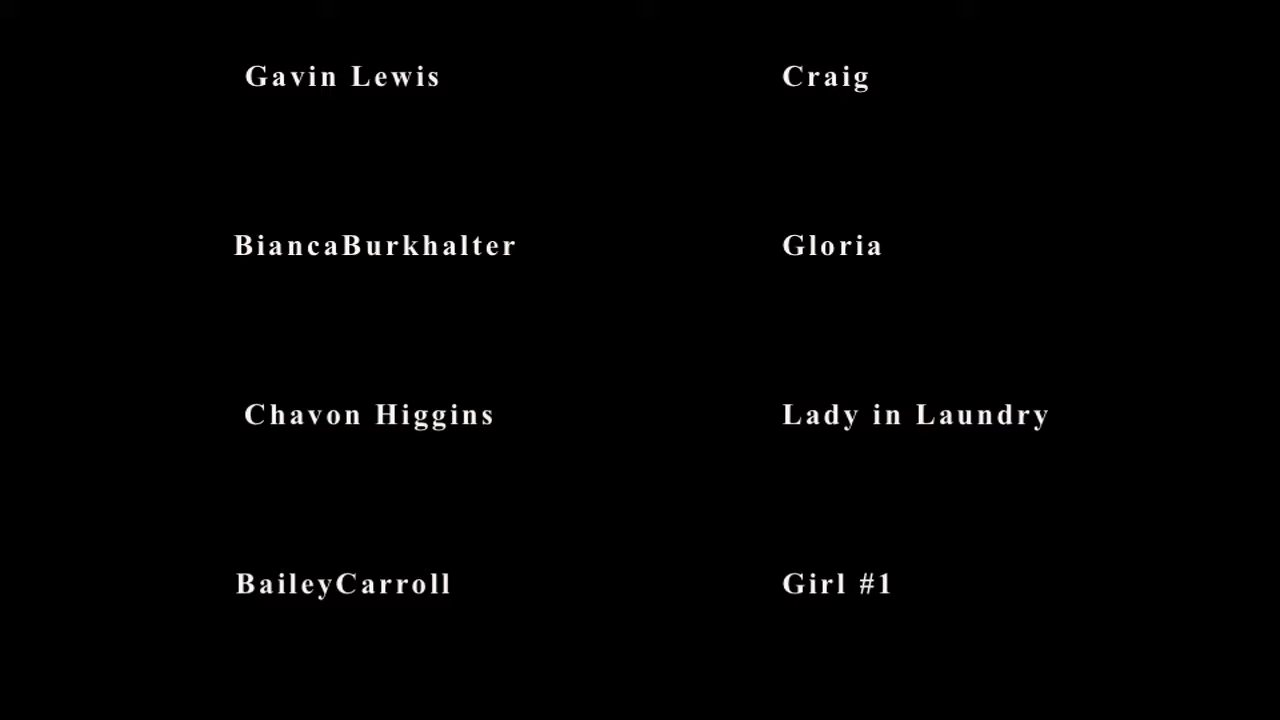 Gavin Lewis Craig
BiancaBurkhalter Gloria
Chavon Higgins Lady in Laundry
BaileyCarroll Girl #1